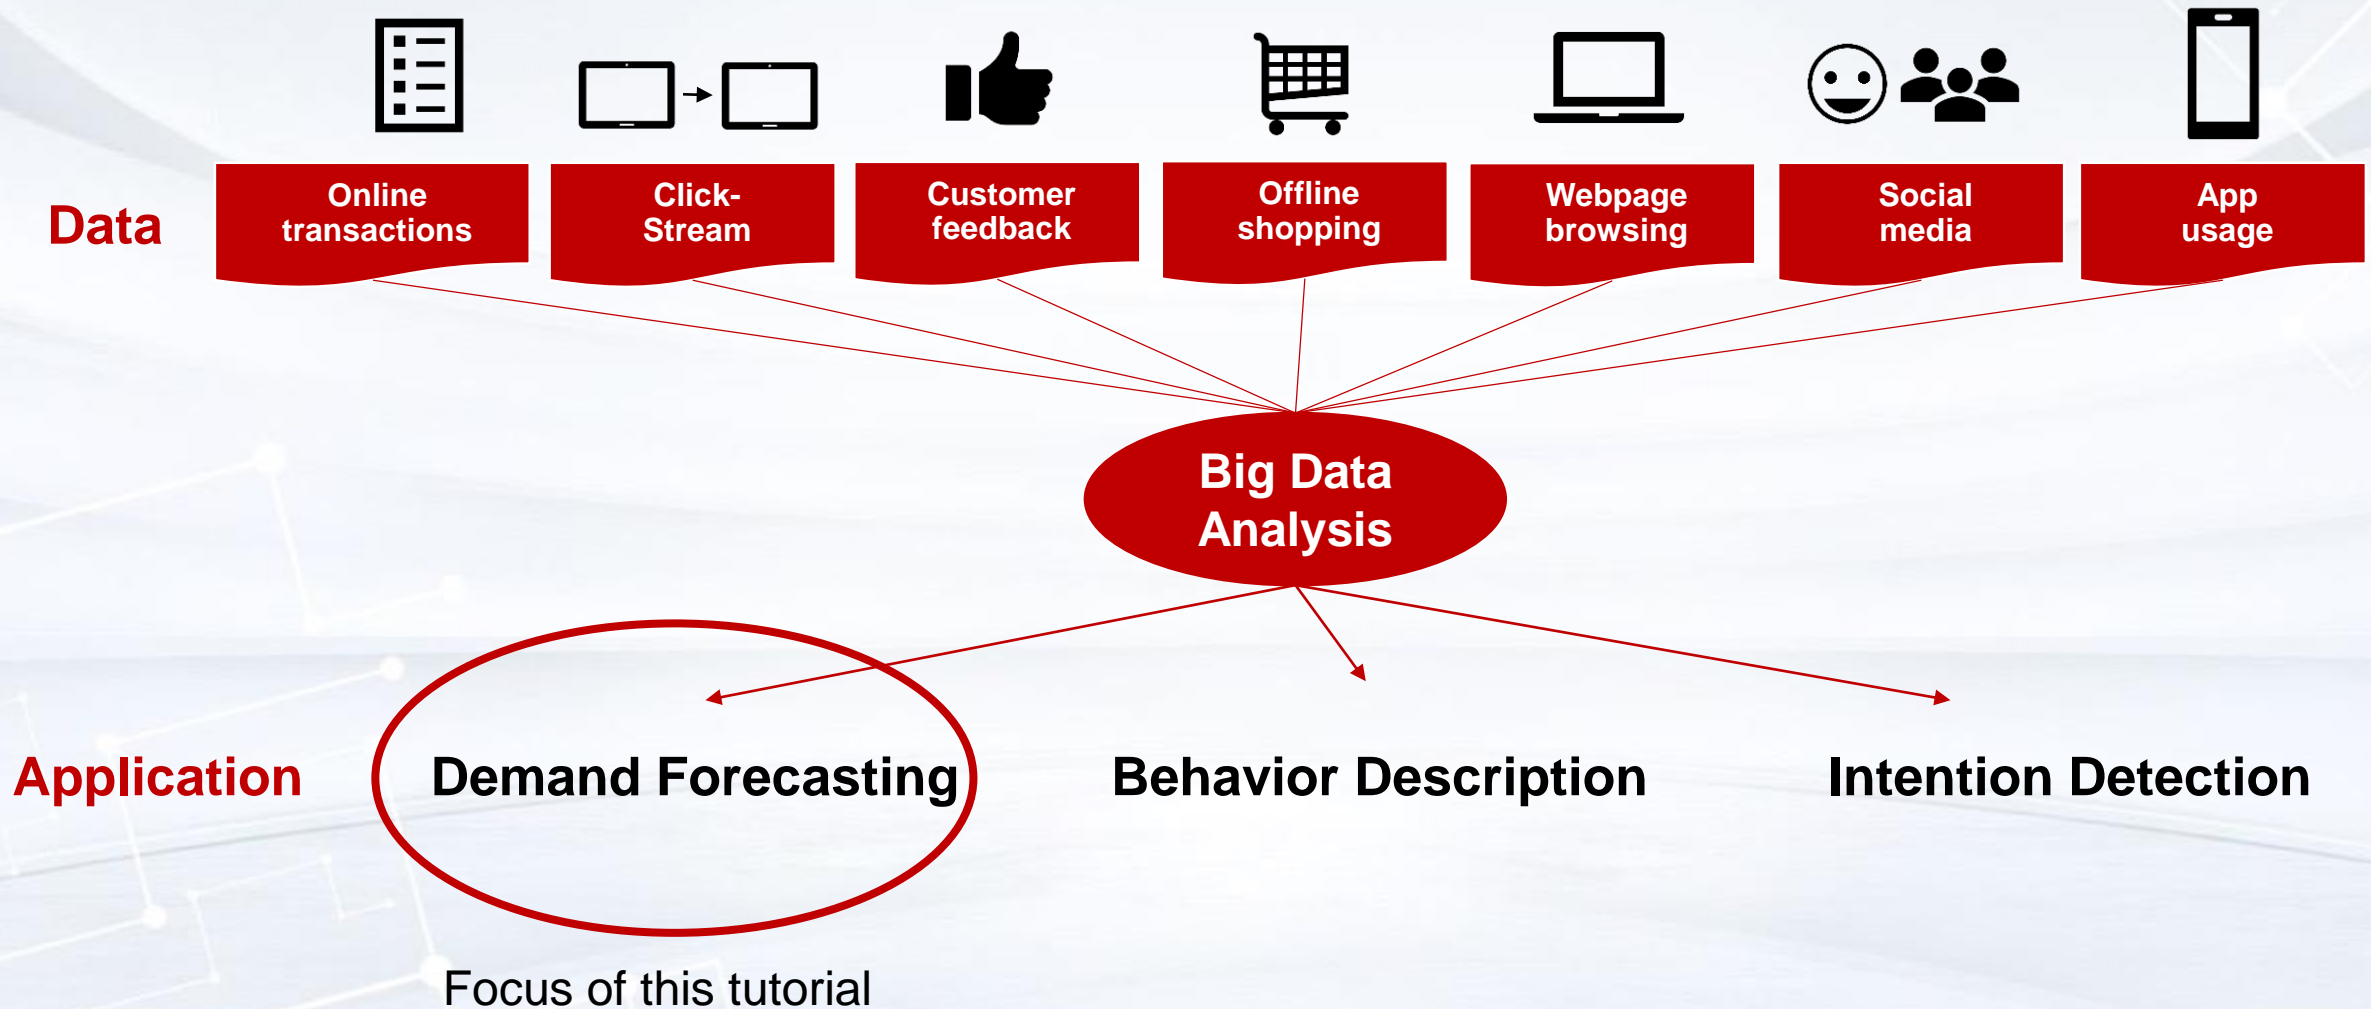 Data
Online
transactions
Click-
Stream
Customer
feedback
Offline
shopping
Webpage
browsing
Social
media
App
usage
Big Data
Analysis
Application
Demand Forecasting
Behavior Description
Intention Detection
Focus of this tutorial